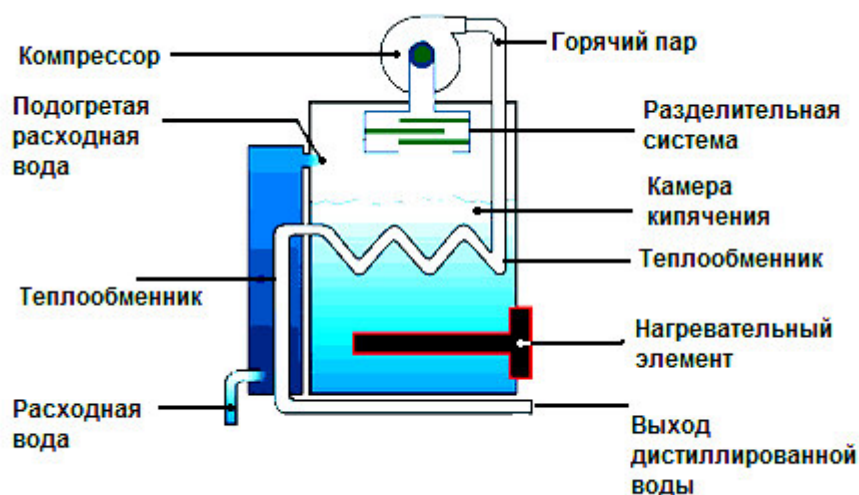 Компрессор
Горячий пар
Подогретая
расходная
вода
Разделительная
система
Камера
кипячения
Теплообменник
Теплообменник
Нагревательный
элемент
Расходная
вода
Выход
дистиллированной
воды